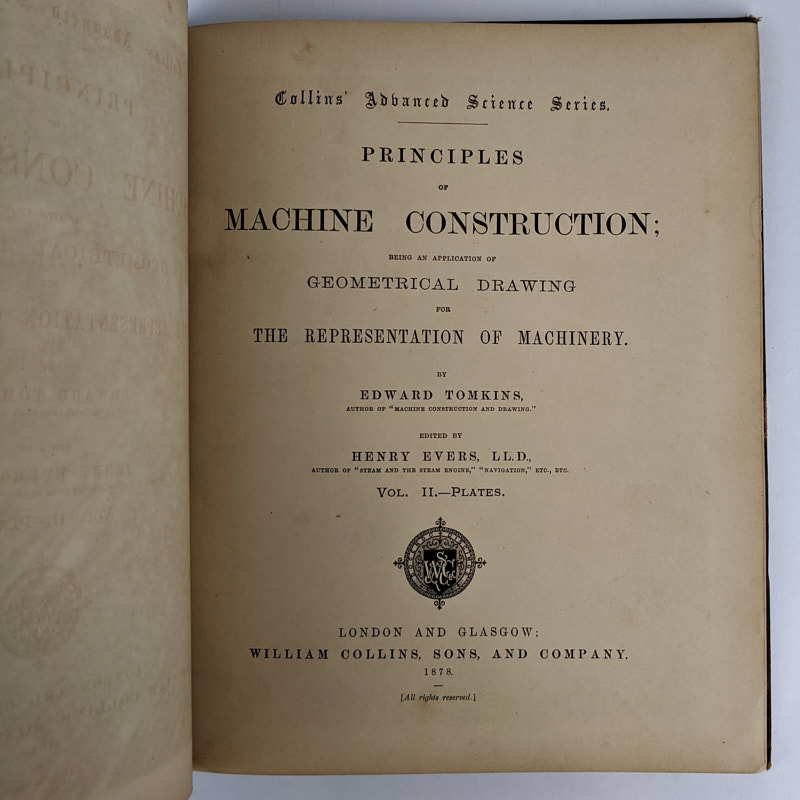 Collins' Advanced Science Series.
PRINCIPLES
OF
MACHINE CONSTRUCTION;
BEING AN APPLICATION OF
GEOMETRICAL DRAWING
FOR
THE REPRESENTATION OF MACHINERY.
BY
EDWARD TOMKINS,
AUTHOR OF "MACHINE CONSTRUCTION AND DRAWING."
EDITED BY
HENRY EVERS, LL.D.,
AUTHOR OF "STEAM AND THE STEAM ENGINE," "NAVIGATION," ETC., ETC.
VOL. II.—PLATES.
LONDON AND GLASGOW:
WILLIAM COLLINS, SONS, AND COMPANY.
1878.
[All rights reserved.]